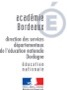 académie
Bordeaux
direction des services
départementaux
de l'éducation nationale
Dordogne
éducation
nationale